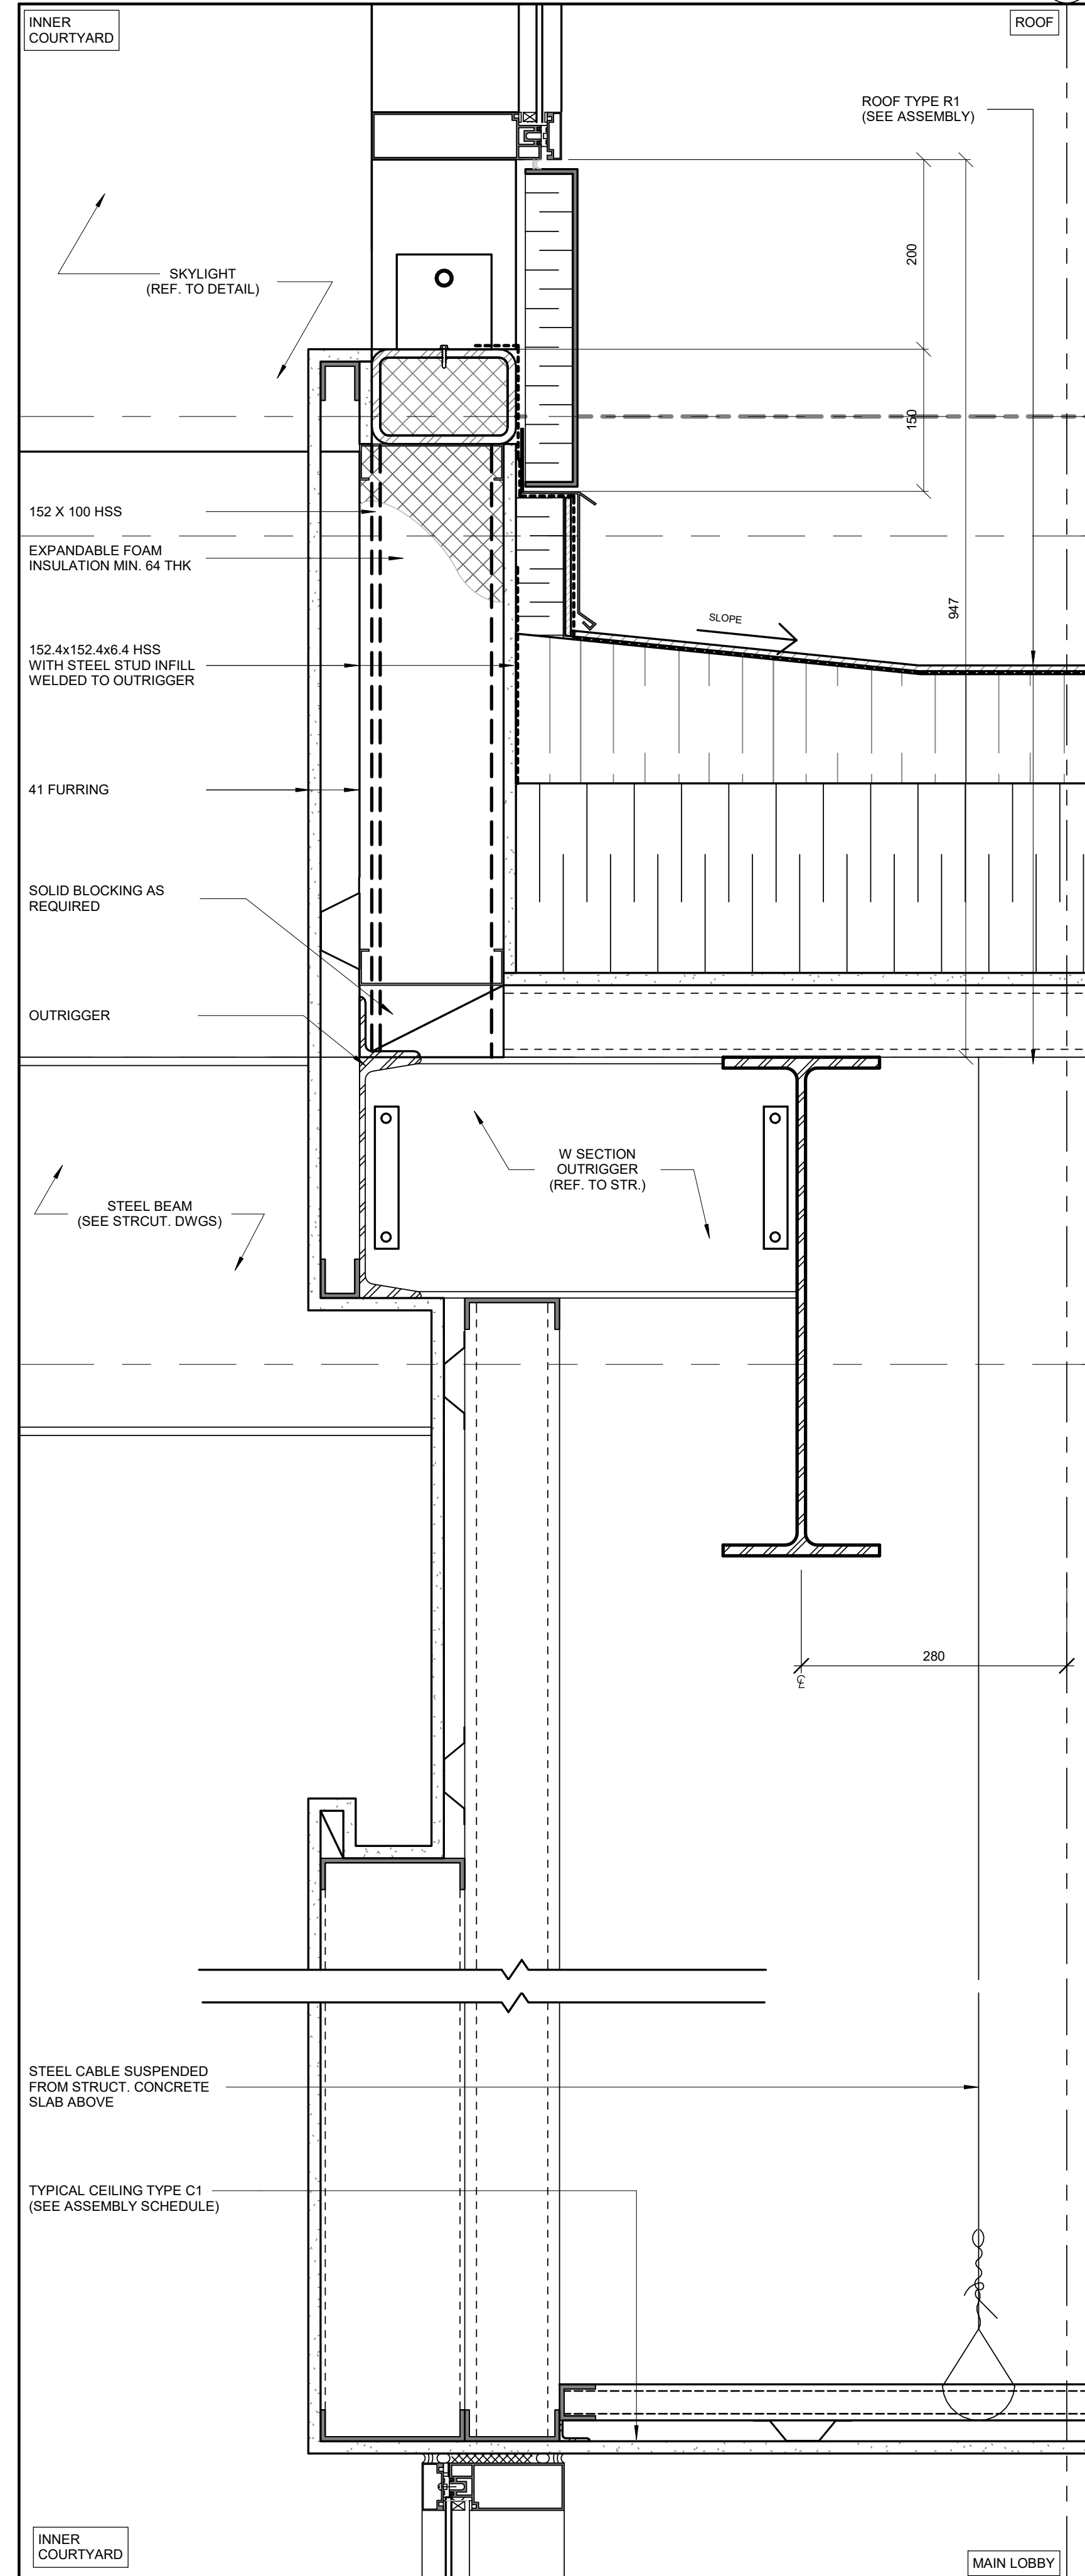 INNER
COURTYARD
ROOF
ROOF TYPE R1
(SEE ASSEMBLY)
200
SKYLIGHT
(REF. TO DETAIL)
150
152 X 100 HSS
EXPANDABLE FOAM
INSULATION MIN. 64 THK
947
SLOPE
152.4x152.4x6.4 HSS
WITH STEEL STUD INFILL
WELDED TO OUTRIGGER
41 FURRING
SOLID BLOCKING AS
REQUIRED
OUTRIGGER
W SECTION
OUTRIGGER
(REF. TO STR.)
STEEL BEAM
(SEE STRCUT. DWGS)
280
℄
STEEL CABLE SUSPENDED
FROM STRUCT. CONCRETE
SLAB ABOVE
TYPICAL CEILING TYPE C1
(SEE ASSEMBLY SCHEDULE)
INNER
COURTYARD
MAIN LOBBY